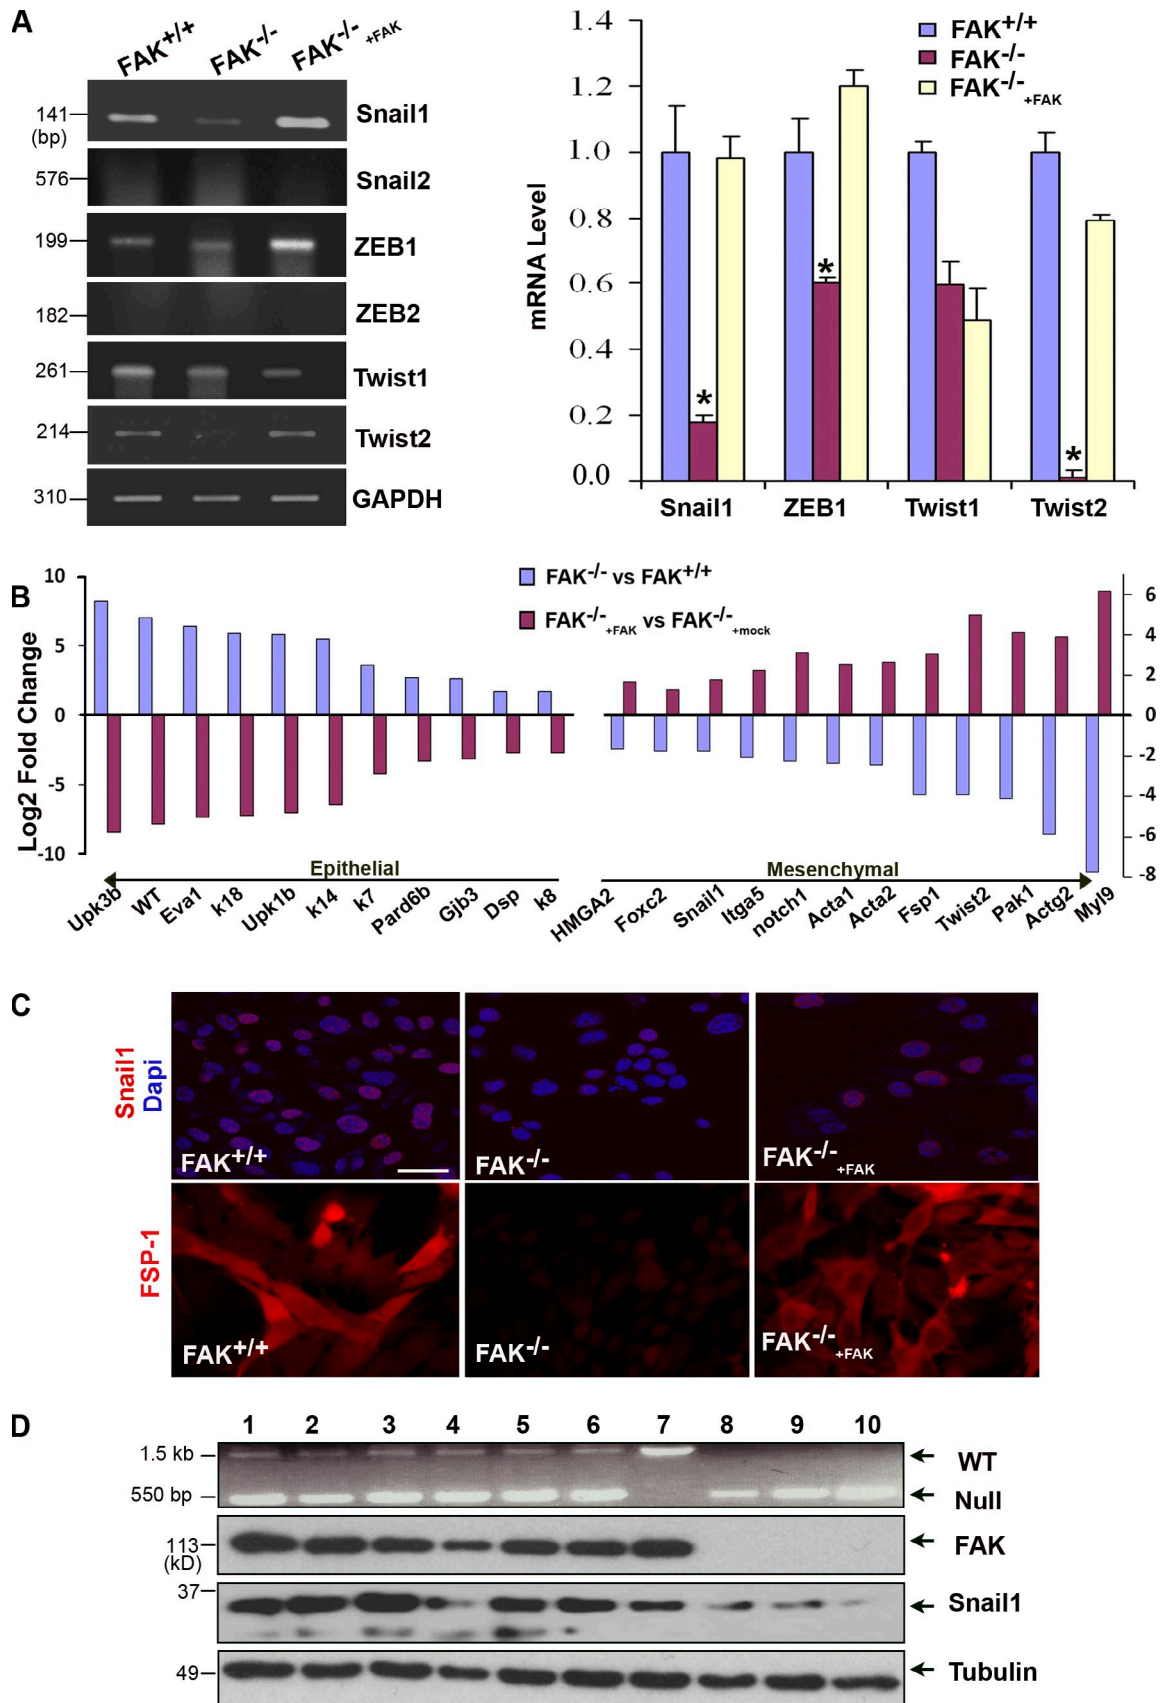 A
FAK+/+ FAK-/- FAK-/-+FAK
141
(bp)
Snail1
576
Snail2
199
ZEB1
182
ZEB2
261
Twist1
214
Twist2
310
GAPDH
mRNA Level
1.4
1.2
1.0
0.8
0.6
0.4
0.2
0.0
FAK+/+
FAK-/-
FAK-/-+FAK
* * *
Snail1 ZEB1 Twist1 Twist2
B
Log2 Fold Change
10
5
0
-5
-10
FAK-/- vs FAK+/+
FAK-/-+FAK vs FAK-/-+mock
6
4
2
0
-2
-4
-6
-8
Epithelial
Mesenchymal
Upk3b WT Eva1 k18 Upk1b k14 k7 Pard6b Gjb3 Dsp k8 HMGA2 Foxc2 Snail1 Itga5 notch1 Acta1 Acta2 Fsp1 Twist2 Pak1 Actg2 Myl9
C
Snail1
Dapi
FAK+/+ FAK-/- FAK-/-+FAK
FSP-1
FAK+/+ FAK-/- FAK-/-+FAK
D
1 2 3 4 5 6 7 8 9 10
1.5 kb
WT
550 bp
Null
113
(kD)
FAK
37
Snail1
49
Tubulin